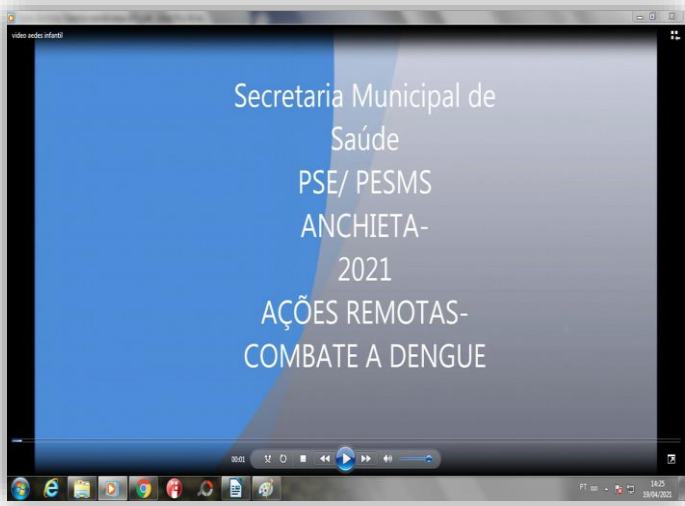 video aedes infantil
Secretaria Municipal de
Saúde
PSE/ PESMS
ANCHIETA-
2021
AÇÕES REMOTAS-
COMBATE A DENGUE
00:01
PT
14:25
19/04/2021